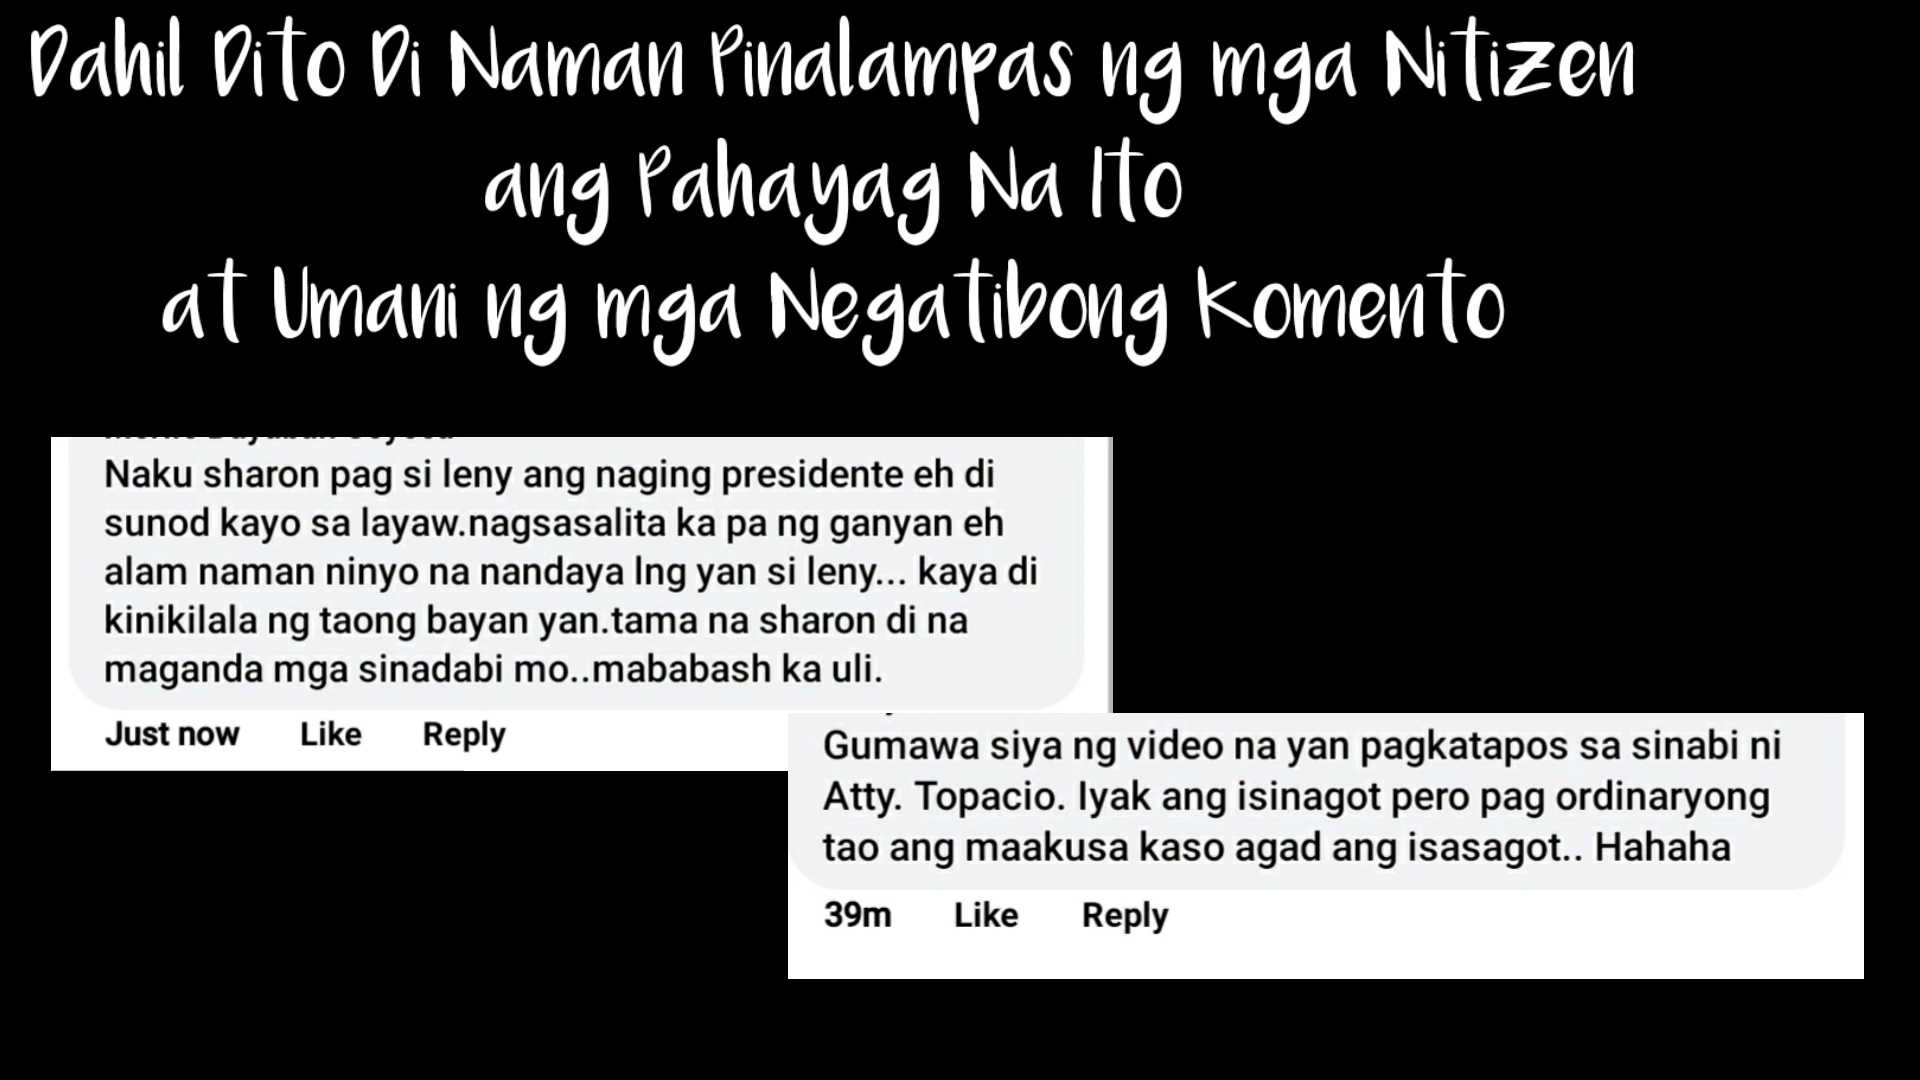 Dahil Dito Di Naman Pinalampas ng mga Nitizen
ang Pahayag Na Ito
at Umani ng mga Negatibong Komento
Naku sharon pag si leny ang naging presidente eh di
sunod kayo sa layaw.nagsasalita ka pa ng ganyan eh
alam naman ninyo na nandaya lng yan si leny... kaya di
kinikilala ng taong bayan yan.tama na sharon di na
maganda mga sinadabi mo..mababash ka uli.
Just now Like Reply
Gumawa siya ng video na yan pagkatapos sa sinabi ni
Atty. Topacio. Iyak ang isinagot pero pag ordinaryong
tao ang maakusa kaso agad ang isasagot.. Hahaha
39m Like Reply